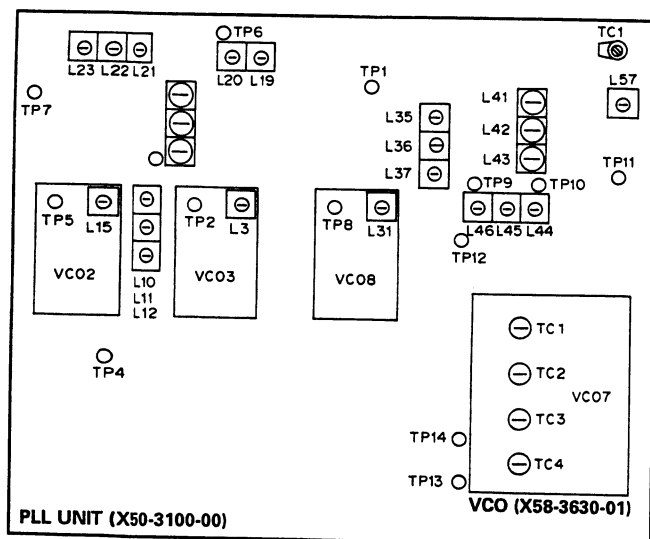 TP6
TC1
L23 L22 L21
L20 L19
L57
TP7
TP1
L41
L35
L42
L36
L43
L37
TP11
TP9
TP10
TP5
L15
TP2
L3
TP8
L31
L46 L45 L44
TP12
VCO2
VCO3
VCO8
L10
L11
L12
TC1
TP4
TC2
VCO7
TC3
TP14
TC4
TP13
PLL UNIT (X50-3100-00)
VCO (X58-3630-01)